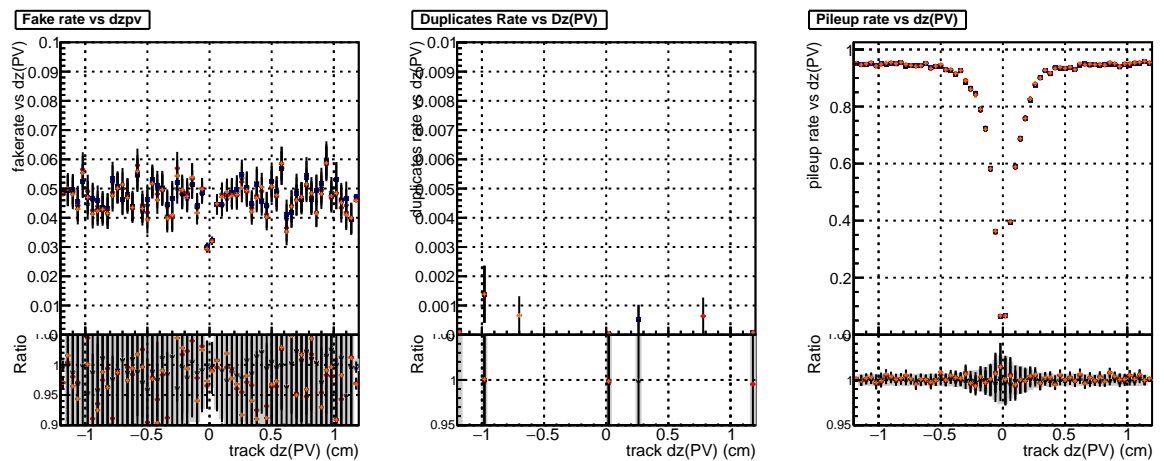 Fake rate vs dzpv
fakerate vs dz(PV)
0.1
0.09
0.08
0.07
0.06
0.05
0.04
0.03
0.02
0.01
0
Ratio
1
0.95
0.9
−1 −0.5 0 0.5 1
track dz(PV) (cm)
Duplicates Rate vs Dz(PV)
duplicates rate vs dz(PV)
0.01
0.009
0.008
0.007
0.006
0.005
0.004
0.003
0.002
0.001
0
Ratio
1
0.95
−1 −0.5 0 0.5 1
track dz(PV) (cm)
Pileup rate vs dz(PV)
pileup rate vs dz(PV)
1
0.8
0.6
0.4
0.2
0
Ratio
1
0.95
−1 −0.5 0 0.5 1
track dz(PV) (cm)